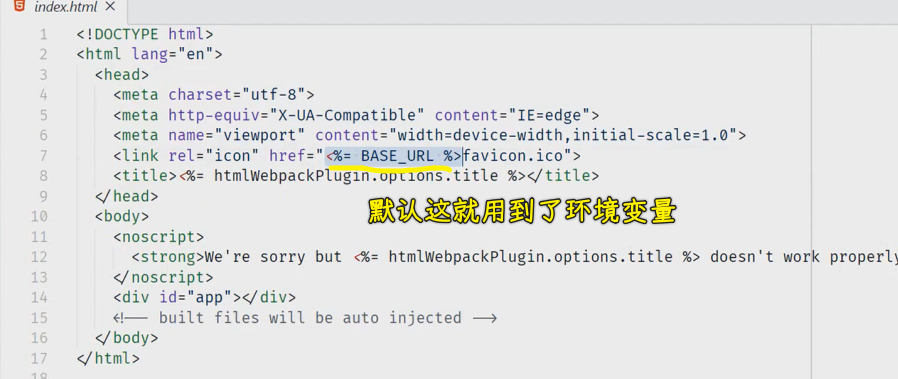 index.html ×
1 <!DOCTYPE html>
2 <html lang="en">
3 <head>
4 <meta charset="utf-8">
5 <meta http-equiv="X-UA-Compatible" content="IE=edge">
6 <meta name="viewport" content="width=device-width,initial-scale=1.0">
7 <link rel="icon" href="<%= BASE_URL %>favicon.ico">
8 <title><%= htmlWebpackPlugin.options.title %></title>
9 </head>
默认这就用到了环境变量
10 <body>
11 <noscript>
12 <strong>We're sorry but <%= htmlWebpackPlugin.options.title %> doesn't work properly
13 </noscript>
14 <div id="app"></div>
15 <!-- built files will be auto injected -->
16 </body>
17 </html>